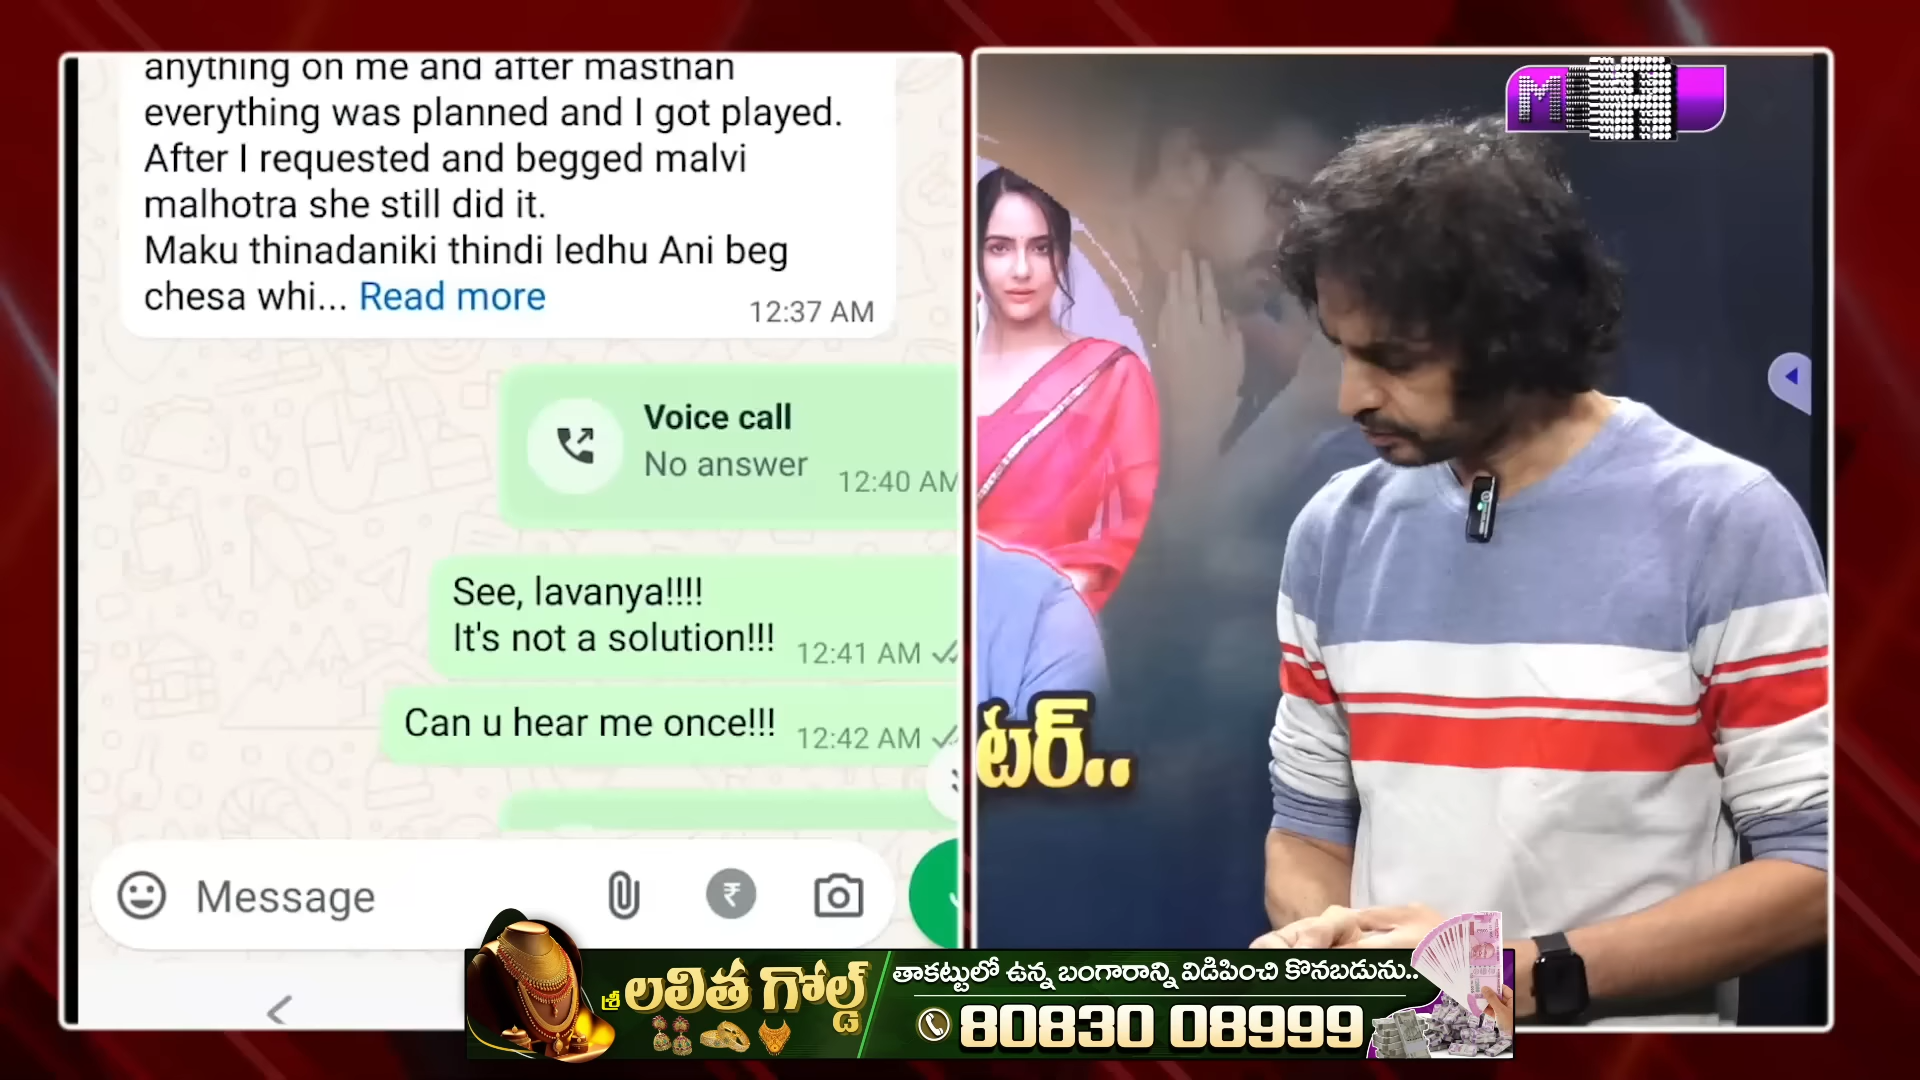 anything on me and after masthan
everything was planned and I got played.
After I requested and begged malvi
malhotra she still did it.
Maku thinadaniki thindi ledhu Ani beg
chesa whi... Read more
12:37 AM
Voice call
No answer
12:40 AM
See, lavanya!!!!
It's not a solution!!!
12:41 AM
Can u hear me once!!!
12:42 AM
Message
₹
టర్..
శ్రీ లలిత గోల్డ్
తాకట్టులో ఉన్న బంగారాన్ని విడిపించి కొనబడును..
80830 08999